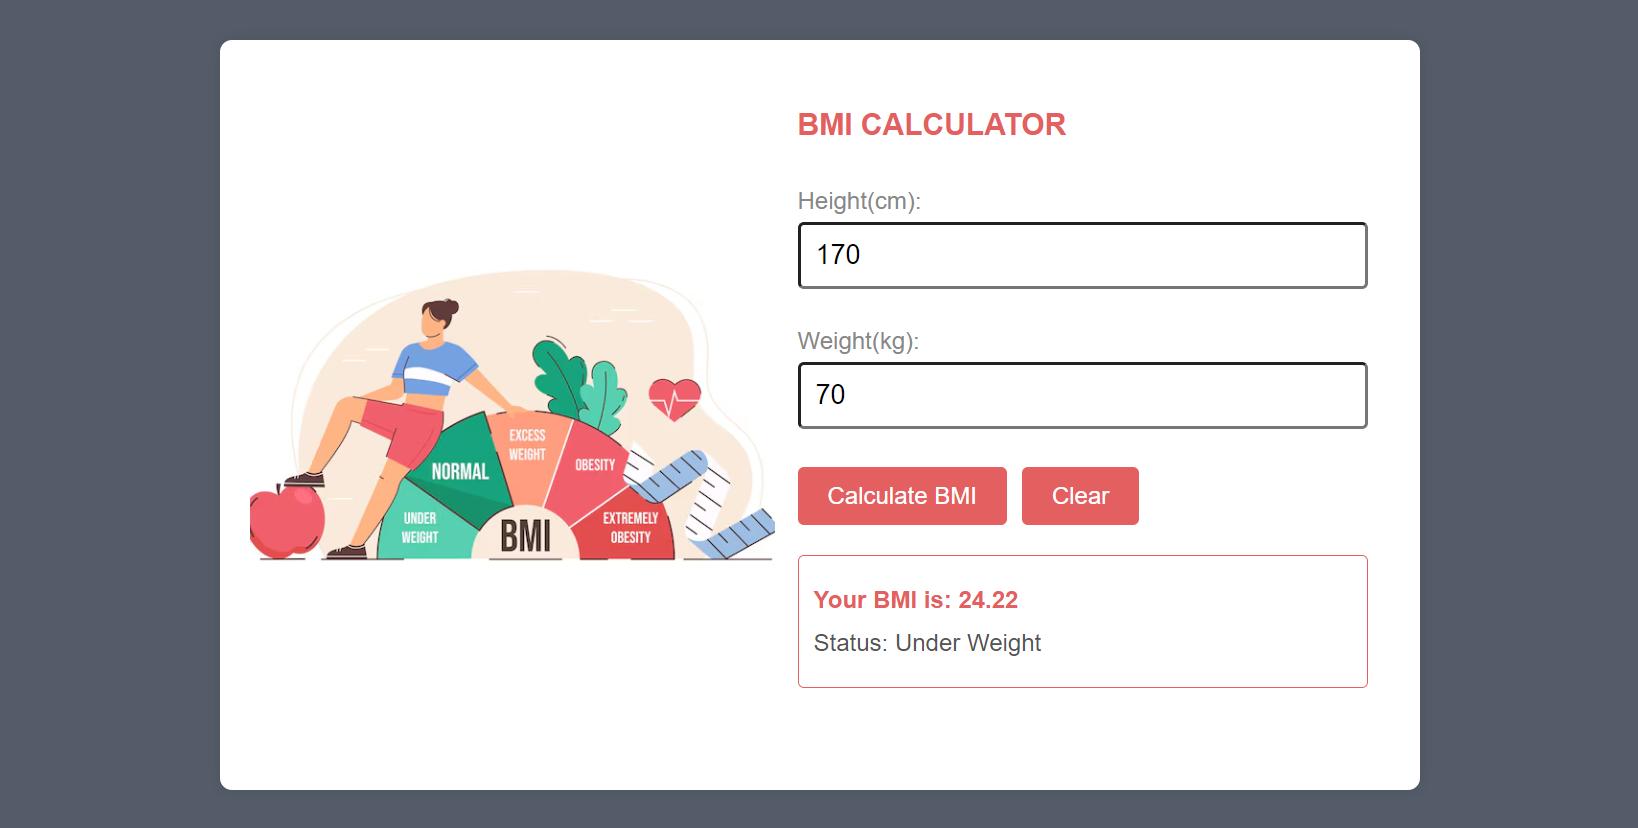 BMI CALCULATOR
Height(cm):
170
Weight(kg):
70
Calculate BMI
Clear
Your BMI is: 24.22
Status: Under Weight
UNDER
WEIGHT
NORMAL
EXCESS
WEIGHT
OBESITY
EXTREMELY
OBESITY
BMI